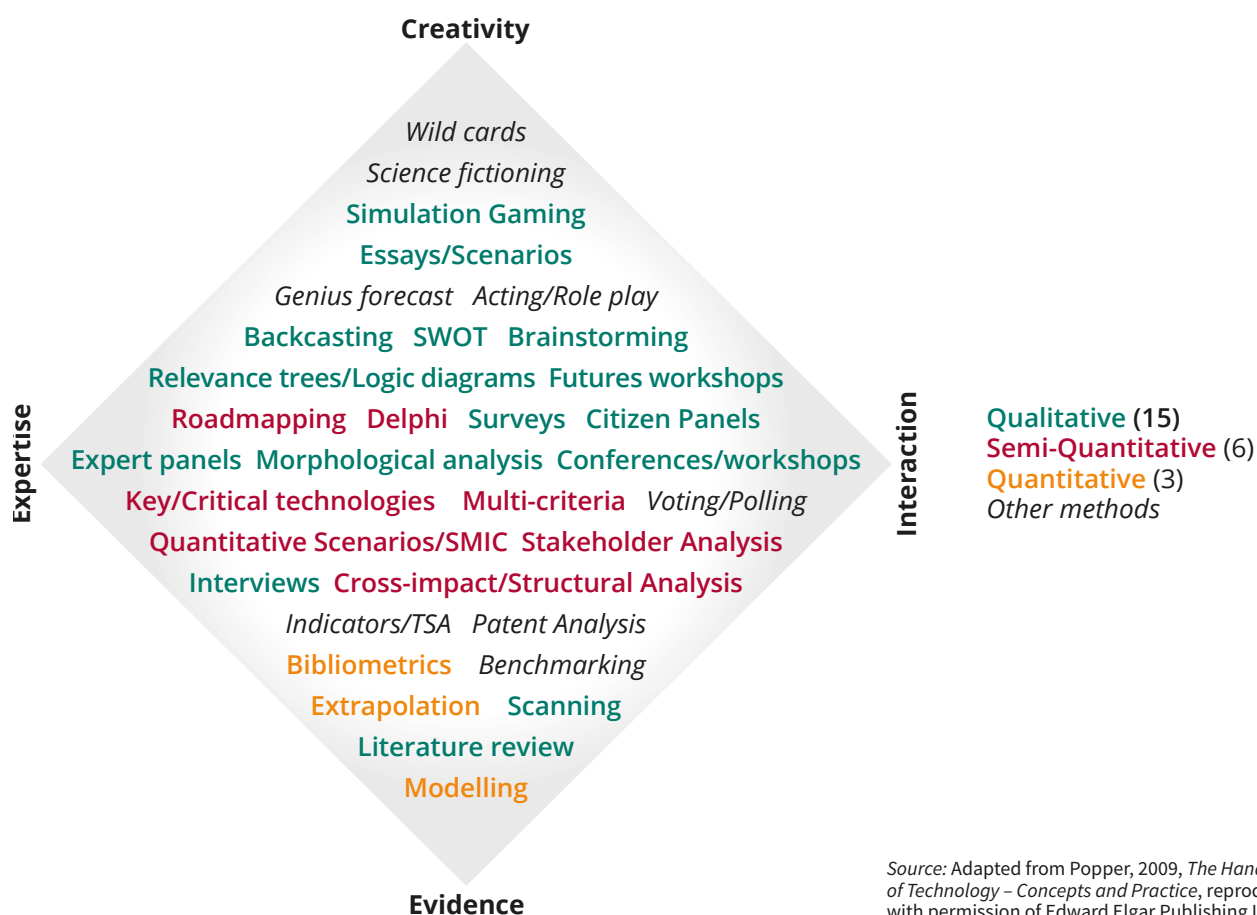 Creativity
Wild cards
Science fictioning
Simulation Gaming
Essays/Scenarios
Genius forecast Acting/Role play
Backcasting SWOT Brainstorming
Relevance trees/Logic diagrams Futures workshops
Roadmapping Delphi Surveys Citizen Panels
Expert panels Morphological analysis Conferences/workshops
Key/Critical technologies Multi-criteria Voting/Polling
Quantitative Scenarios/SMIC Stakeholder Analysis
Interviews Cross-impact/Structural Analysis
Indicators/TSA Patent Analysis
Bibliometrics Benchmarking
Extrapolation Scanning
Literature review
Modelling
Evidence
Expertise
Interaction
Qualitative (15)
Semi-Quantitative (6)
Quantitative (3)
Other methods
Source: Adapted from Popper, 2009, The
of Technology – Concepts and Practice,
with permission of Edward Elgar Publishing